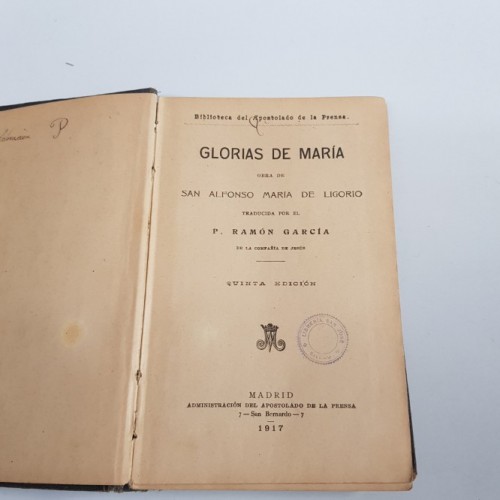 P
Biblioteca del Apostolado de la Prensa.
GLORIAS DE MARÍA
OBRA DE
SAN ALFONSO MARÍA DE LIGORIO
TRADUCIDA POR EL
P. RAMÓN GARCÍA
DE LA COMPAÑÍA DE JESÚS
QUINTA EDICIÓN
MADRID
ADMINISTRACIÓN DEL APOSTOLADO DE LA PRENSA
7 — San Bernardo — 7
1917